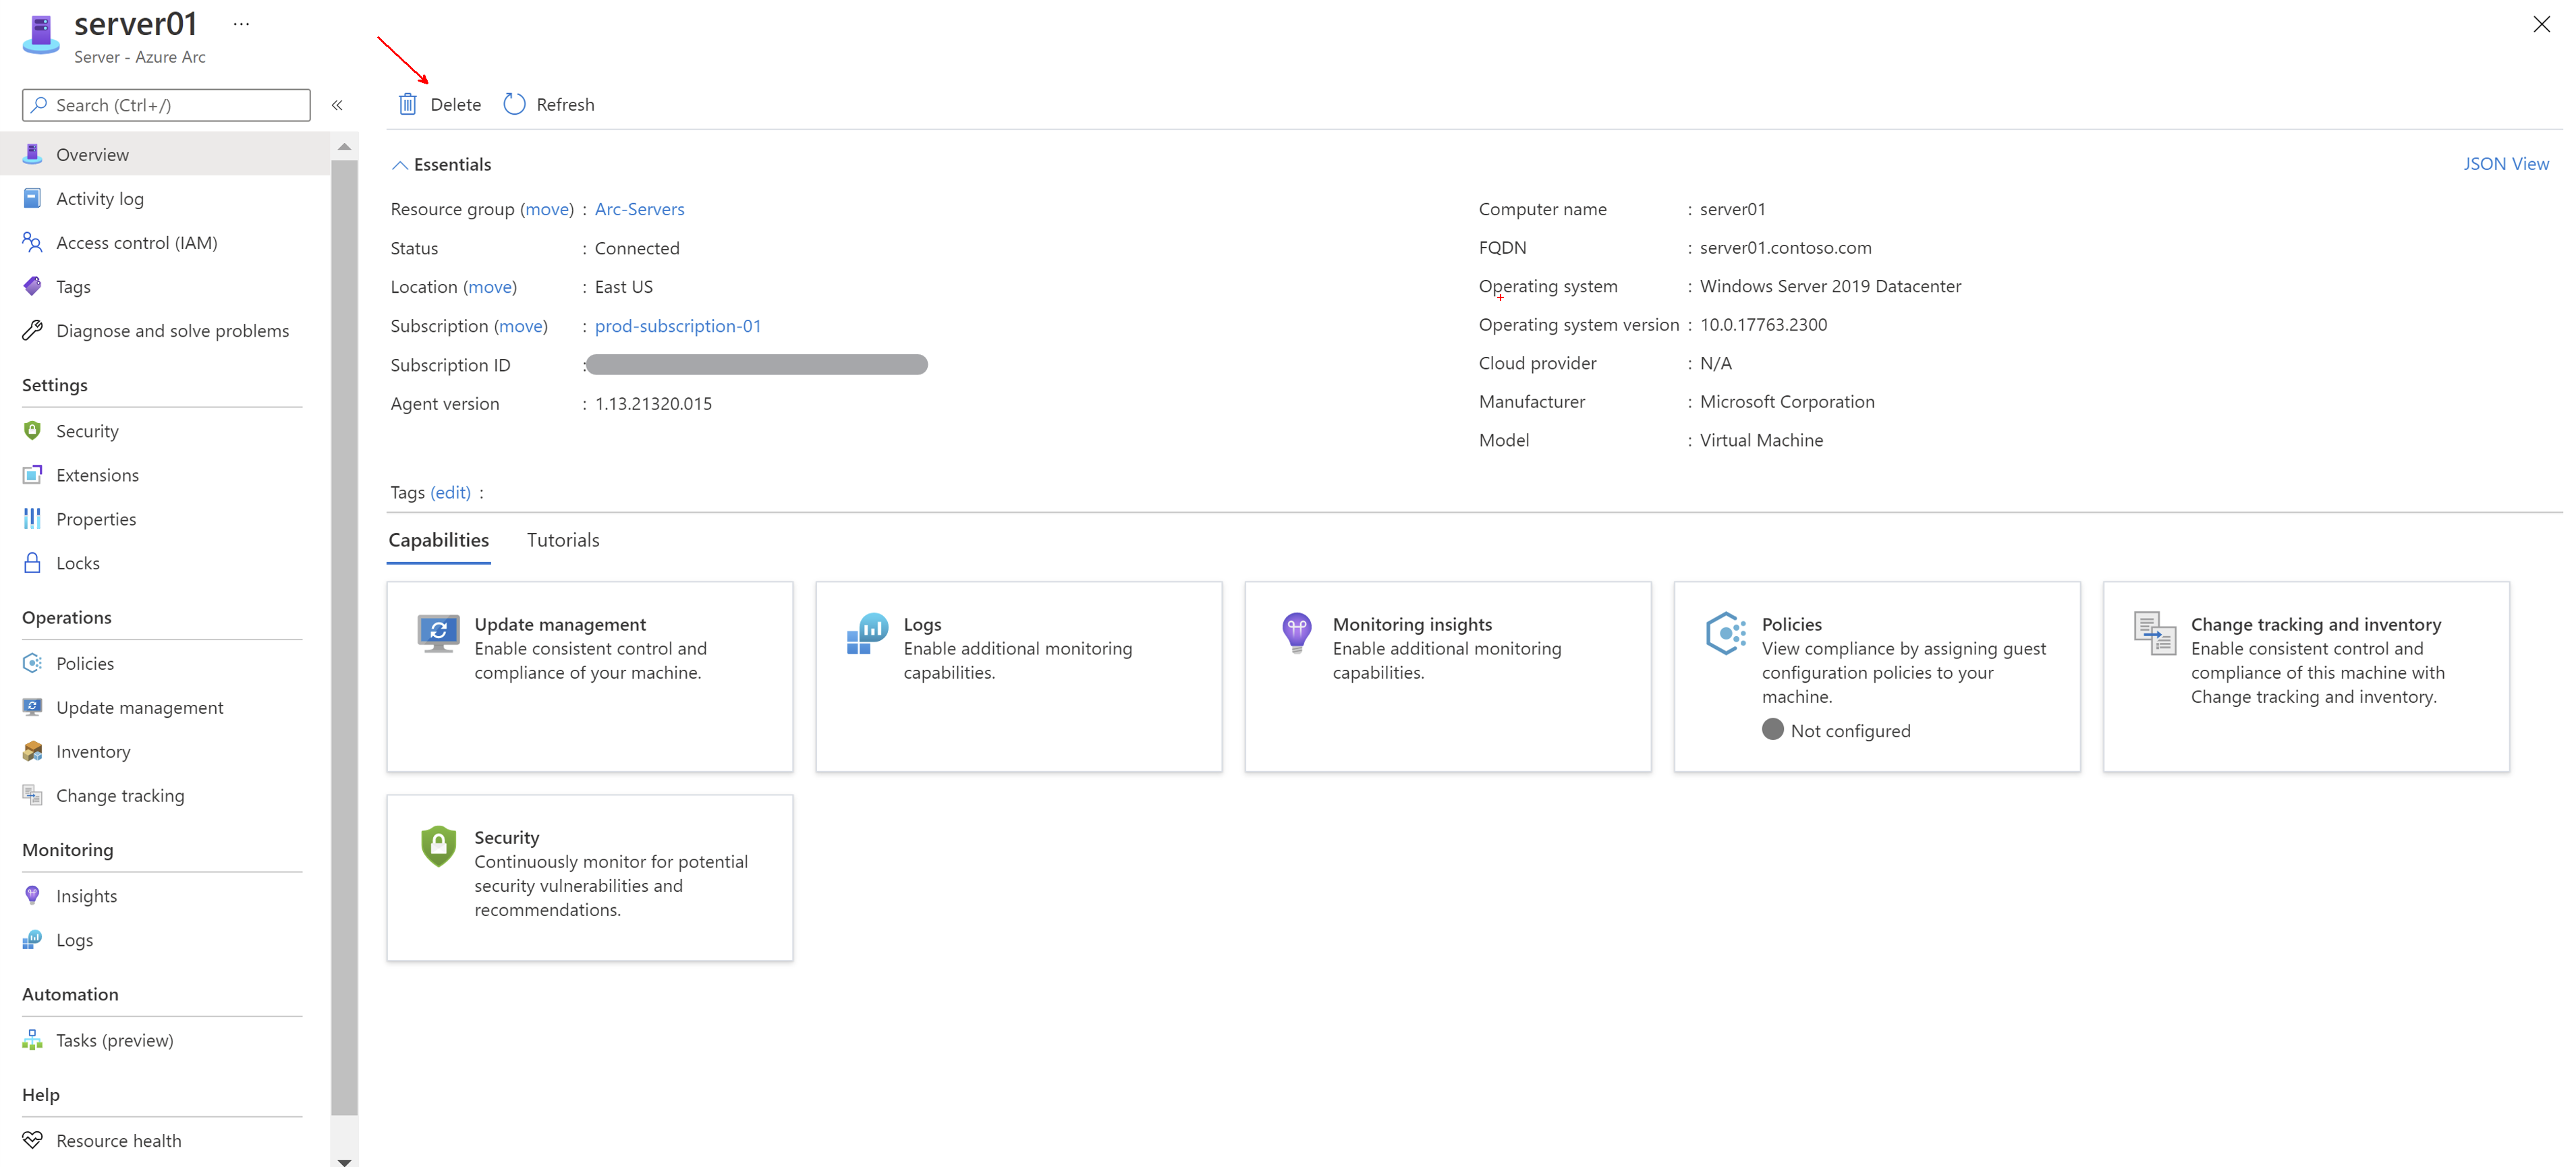 server01 ...
Server - Azure Arc
Search (Ctrl+/)
«
Overview
Activity log
Access control (IAM)
Tags
Diagnose and solve problems
Settings
Security
Extensions
Properties
Locks
Operations
Policies
Update management
Inventory
Change tracking
Monitoring
Insights
Logs
Automation
Tasks (preview)
Help
Resource health
Delete Refresh
Essentials
JSON View
Resource group (move) : Arc-Servers
Status : Connected
Location (move) : East US
Subscription (move) : prod-subscription-01
Subscription ID :
Agent version : 1.13.21320.015
Computer name : server01
FQDN : server01.contoso.com
Operating system : Windows Server 2019 Datacenter
Operating system version : 10.0.17763.2300
Cloud provider : N/A
Manufacturer : Microsoft Corporation
Model : Virtual Machine
Tags (edit) :
Capabilities Tutorials
Update management
Enable consistent control and
compliance of your machine.
Logs
Enable additional monitoring
capabilities.
Monitoring insights
Enable additional monitoring
capabilities.
Policies
View compliance by assigning guest
configuration policies to your
machine.
Not configured
Change tracking and inventory
Enable consistent control and
compliance of this machine with
Change tracking and inventory.
Security
Continuously monitor for potential
security vulnerabilities and
recommendations.